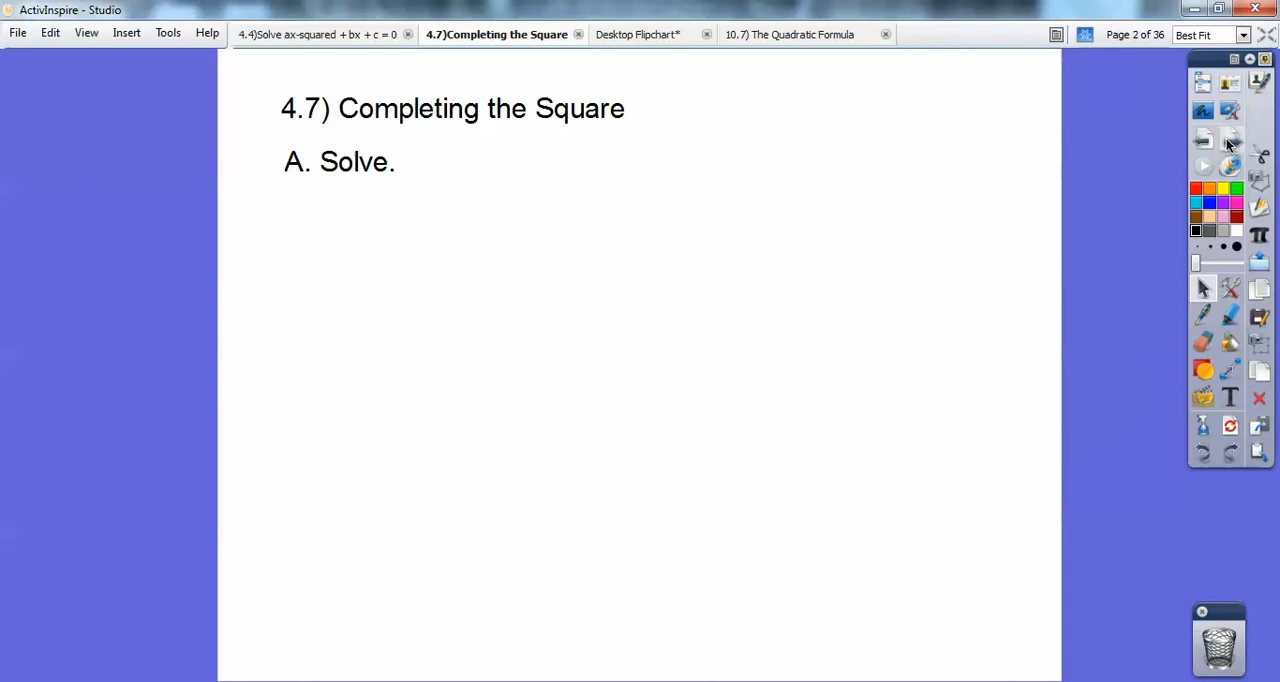 ActivInspire - Studio
File Edit View Insert Tools Help
4.4)Solve ax-squared + bx + c = 0
4.7)Completing the Square
Desktop Flipchart*
10.7) The Quadratic Formula
Page 2 of 36
Best Fit
4.7) Completing the Square
A. Solve.